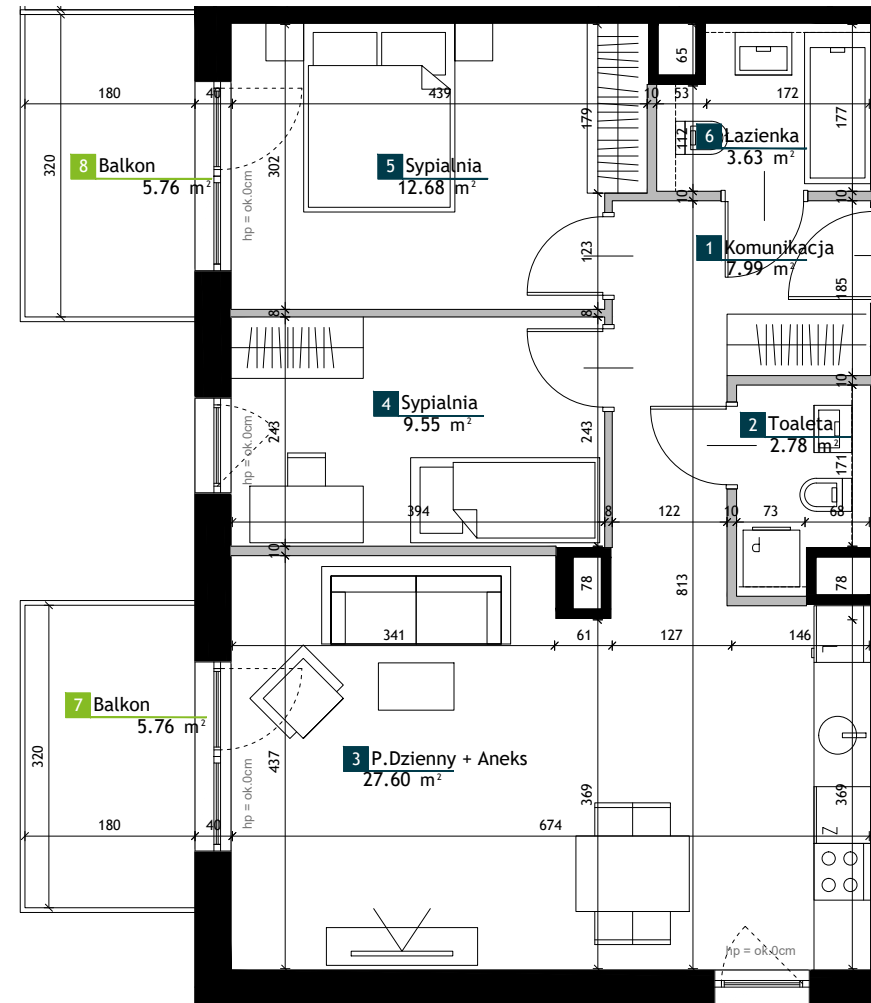 65
180
40
439
10
53
172
179
112
177
6 Łazienka
3.63 m²
8 Balkon
5.76 m²
320
302
5 Sypialnia
12.68 m²
hp = ok.0cm
10
10
123
1 Komunikacja
7.99 m²
185
8
8
10
4 Sypialnia
9.55 m²
243
243
hp = ok.0cm
2 Toaleta
2.78 m²
171
394
8
122
10
73
68
10
d
78
813
78
341
61
127
146
L
7 Balkon
5.76 m²
320
437
3 P.Dzienny + Aneks
27.60 m²
hp = ok.0cm
369
369
180
40
674
Z
hp = ok.0cm